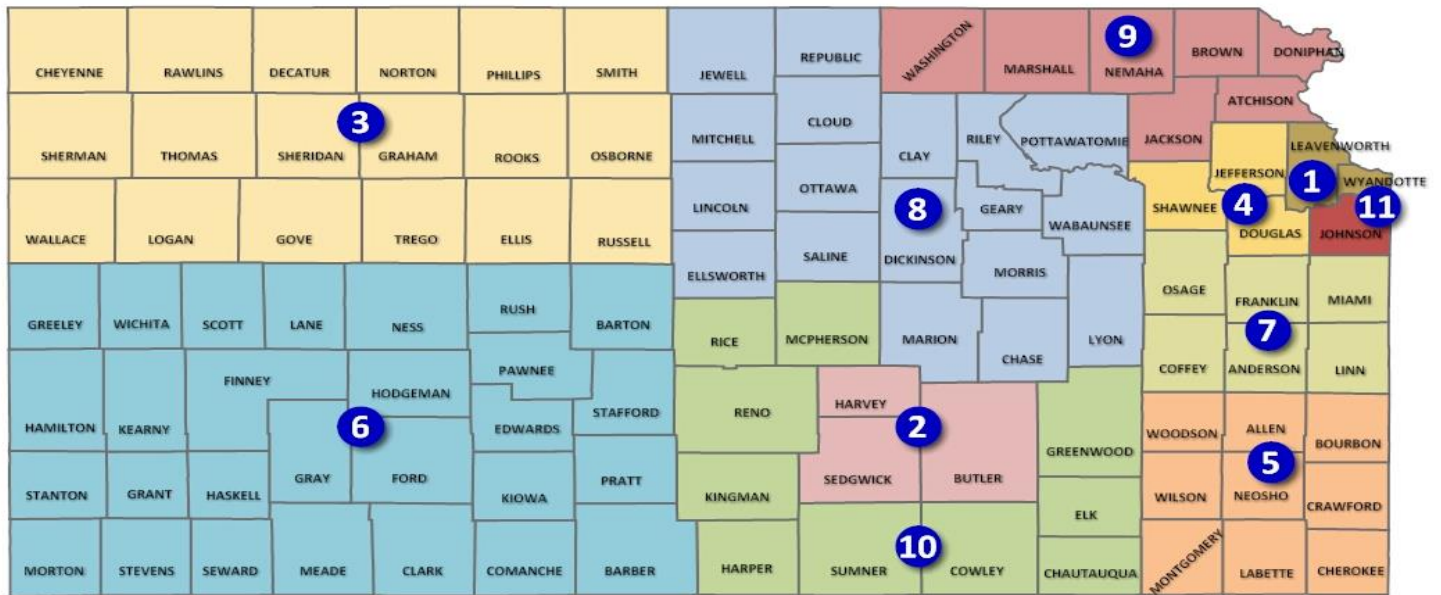 CHEYENNE RAWLINS DECATUR NORTON PHILLIPS SMITH JEWELL REPUBLIC WASHINGTON MARSHALL 9 NEMAHA BROWN DONIPHAN
SHERMAN THOMAS 3 SHERIDAN GRAHAM ROOKS OSBORNE MITCHELL CLOUD CLAY RILEY POTTAWATOMIE JACKSON ATCHISON
LEAVENWORTH
JEFFERSON 1 WYANDOTTE
WALLACE LOGAN GOVE TREGO ELLIS RUSSELL LINCOLN OTTAWA 8 GEARY WABAUNSEE SHAWNEE 4 DOUGLAS 11 JOHNSON
ELLSWORTH SALINE DICKINSON MORRIS
GREELEY WICHITA SCOTT LANE NESS RUSH BARTON RICE MCPHERSON MARION CHASE LYON OSAGE FRANKLIN MIAMI
7
HAMILTON KEARNY FINNEY HODGEMAN PAWNEE STAFFORD RENO HARVEY COFFEY ANDERSON LINN
6 EDWARDS 2 GREENWOOD WOODSON ALLEN BOURBON
5
STANTON GRANT HASKELL GRAY FORD KIOWA PRATT KINGMAN SEDGWICK BUTLER ELK WILSON NEOSHO CRAWFORD
10
MORTON STEVENS SEWARD MEADE CLARK COMANCHE BARBER HARPER SUMNER COWLEY CHAUTAUQUA MONTGOMERY LABETTE CHEROKEE